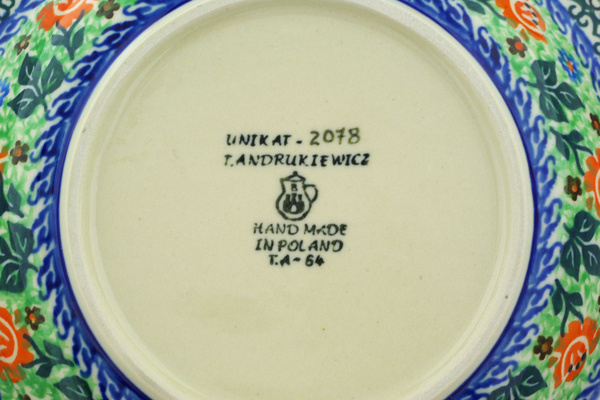 UNIKAT - 2078
T. ANDRUKIEWICZ
B
HAND MADE
IN POLAND
T.A - 64